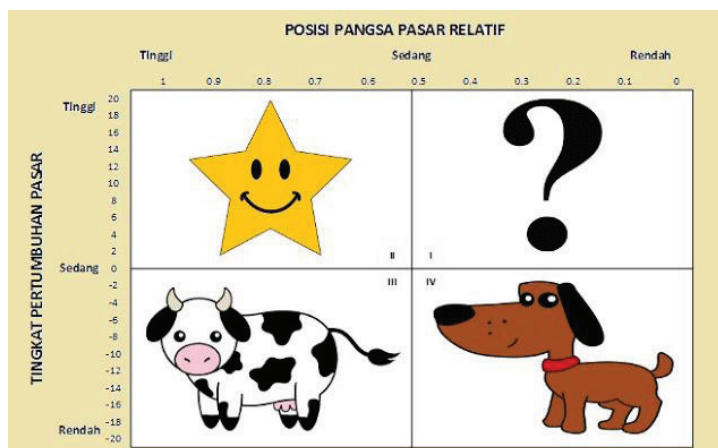 POSISI PANGSA PASAR RELATIF
Tinggi Sedang Rendah
1 0.9 0.8 0.7 0.6 0.5 0.4 0.3 0.2 0.1 0
TINGKAT PERTUMBUHAN PASAR
Tinggi 20
18
16
14
12
10
8
6
4
2
Sedang 0
-2
-4
-6
-8
-10
-12
-14
-16
Rendah -18
-20
?
II I
III IV